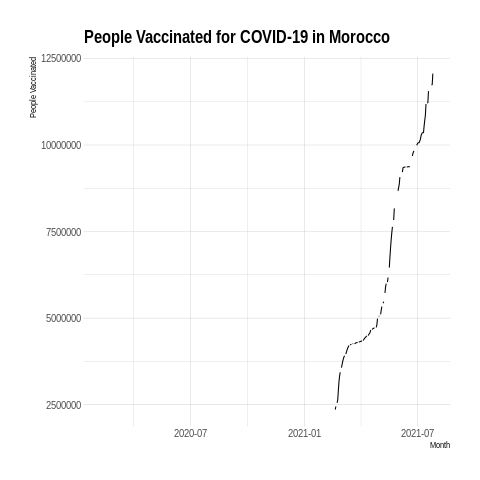 People Vaccinated for COVID-19 in Morocco
People Vaccinated
12500000
10000000
7500000
5000000
2500000
2020-07 2021-01 2021-07
Month